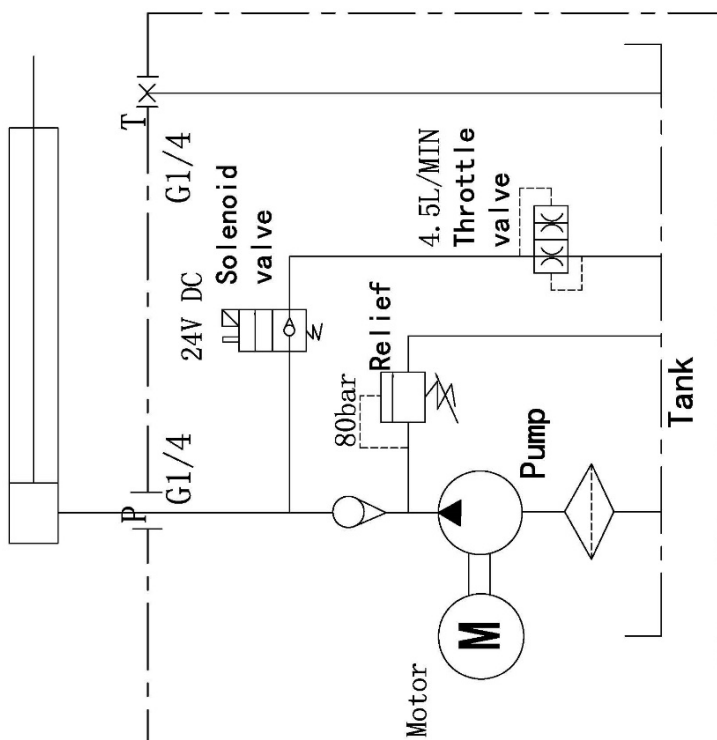 T
G1/4
P
G1/4
24V DC
Solenoid
valve
4.5L/MIN
Throttle
valve
80bar
Relief
Pump
M
Motor
Tank